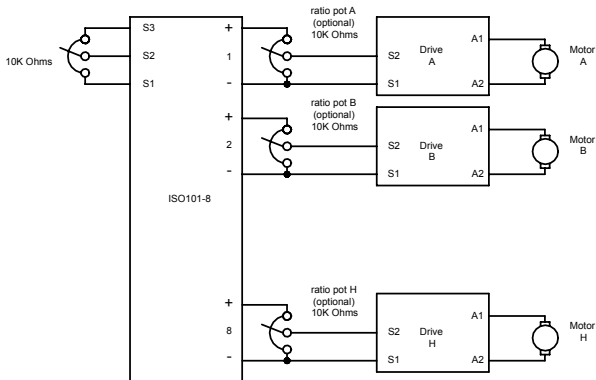 10K Ohms
S3
S2
S1
ISO101-8
+
1
-
ratio pot A
(optional)
10K Ohms
S2
S1
Drive
A
A1
A2
Motor
A
+
2
-
ratio pot B
(optional)
10K Ohms
S2
S1
Drive
B
A1
A2
Motor
B
+
8
-
ratio pot H
(optional)
10K Ohms
S2
S1
Drive
H
A1
A2
Motor
H